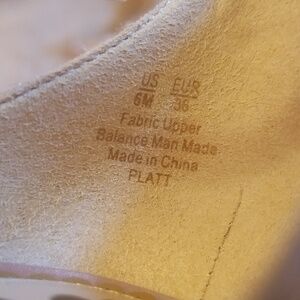 US EUR
6M 36
Fabric Upper
Balance Man Made
Made in China
PLATT